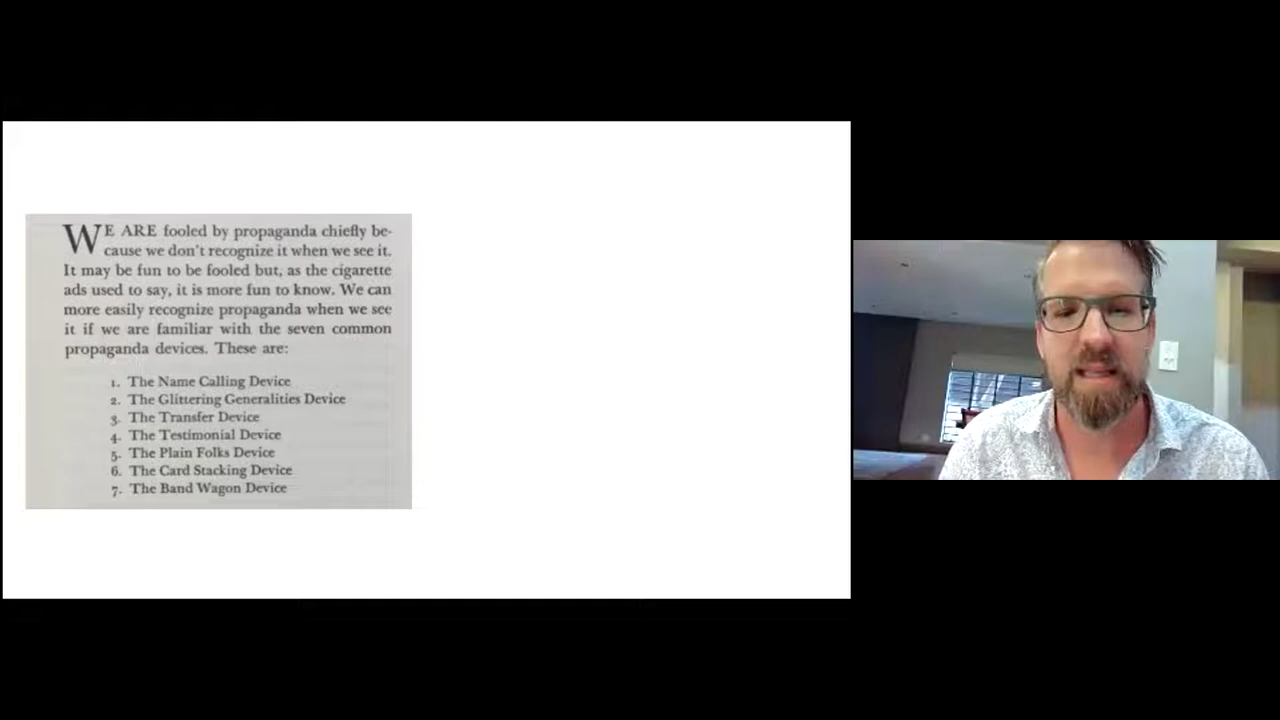 WE ARE fooled by propaganda chiefly be-
cause we don't recognize it when we see it.
It may be fun to be fooled but, as the cigarette
ads used to say, it is more fun to know. We can
more easily recognize propaganda when we see
it if we are familiar with the seven common
propaganda devices. These are:
1. The Name Calling Device
2. The Glittering Generalities Device
3. The Transfer Device
4. The Testimonial Device
5. The Plain Folks Device
6. The Card Stacking Device
7. The Band Wagon Device